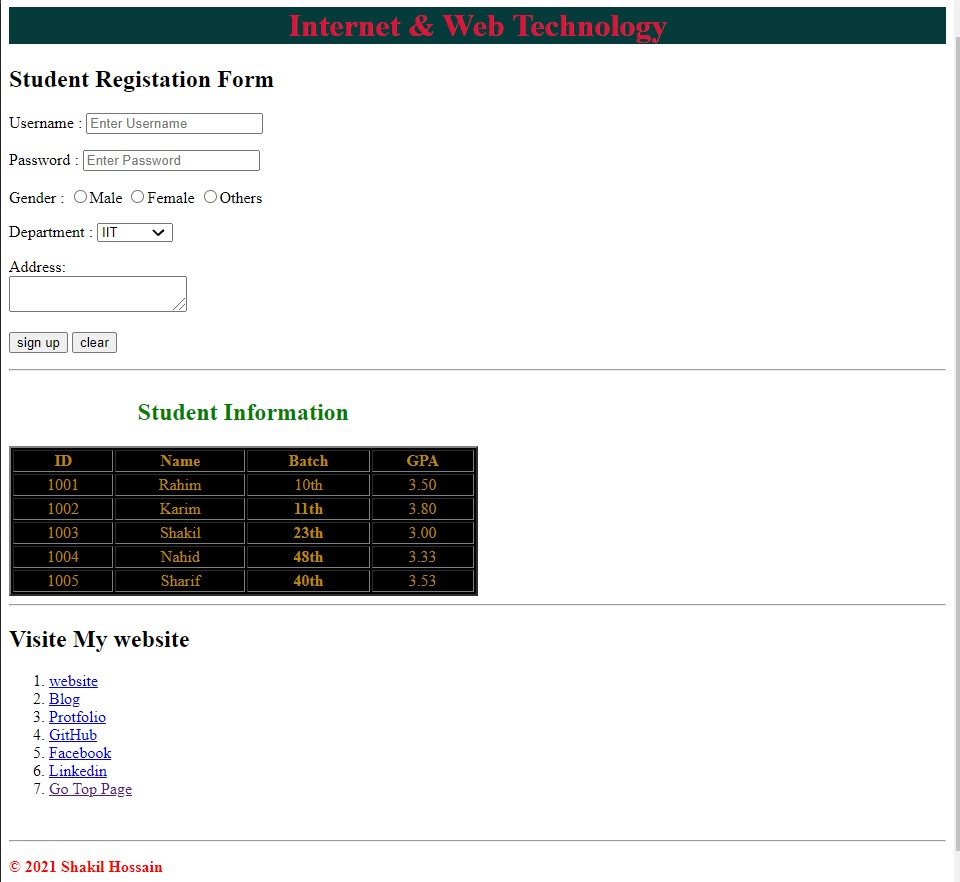 Internet & Web Technology
Student Registation Form
Username : Enter Username
Password : Enter Password
Gender : Male Female Others
Department : IIT
Address:
sign up clear
Student Information
ID Name Batch GPA
1001 Rahim 10th 3.50
1002 Karim 11th 3.80
1003 Shakil 23th 3.00
1004 Nahid 48th 3.33
1005 Sharif 40th 3.53
Visite My website
1. website
2. Blog
3. Protfolio
4. GitHub
5. Facebook
6. Linkedin
7. Go Top Page
© 2021 Shakil Hossain